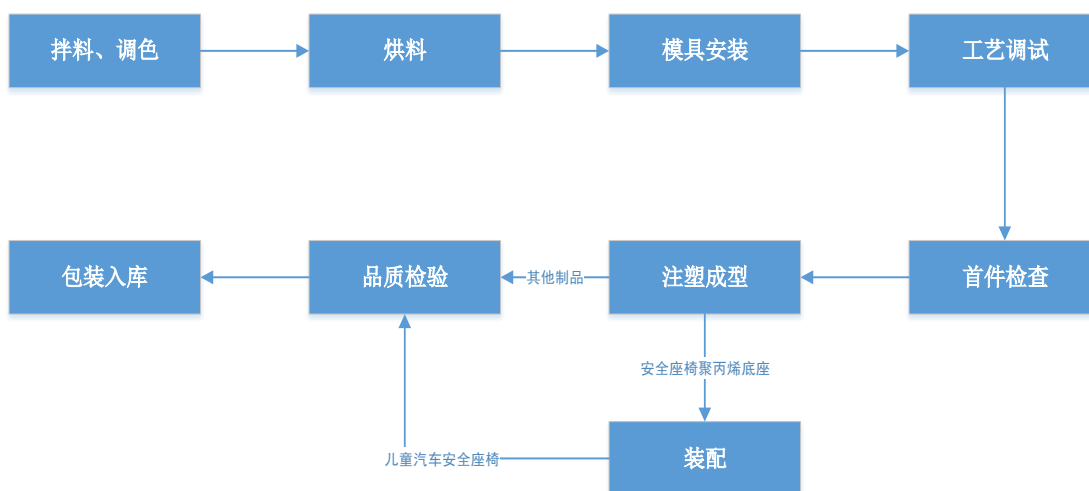 拌料、调色
烘料
模具安装
工艺调试
包装入库
品质检验
其他制品
注塑成型
首件检查
安全座椅聚丙烯底座
儿童汽车安全座椅
装配